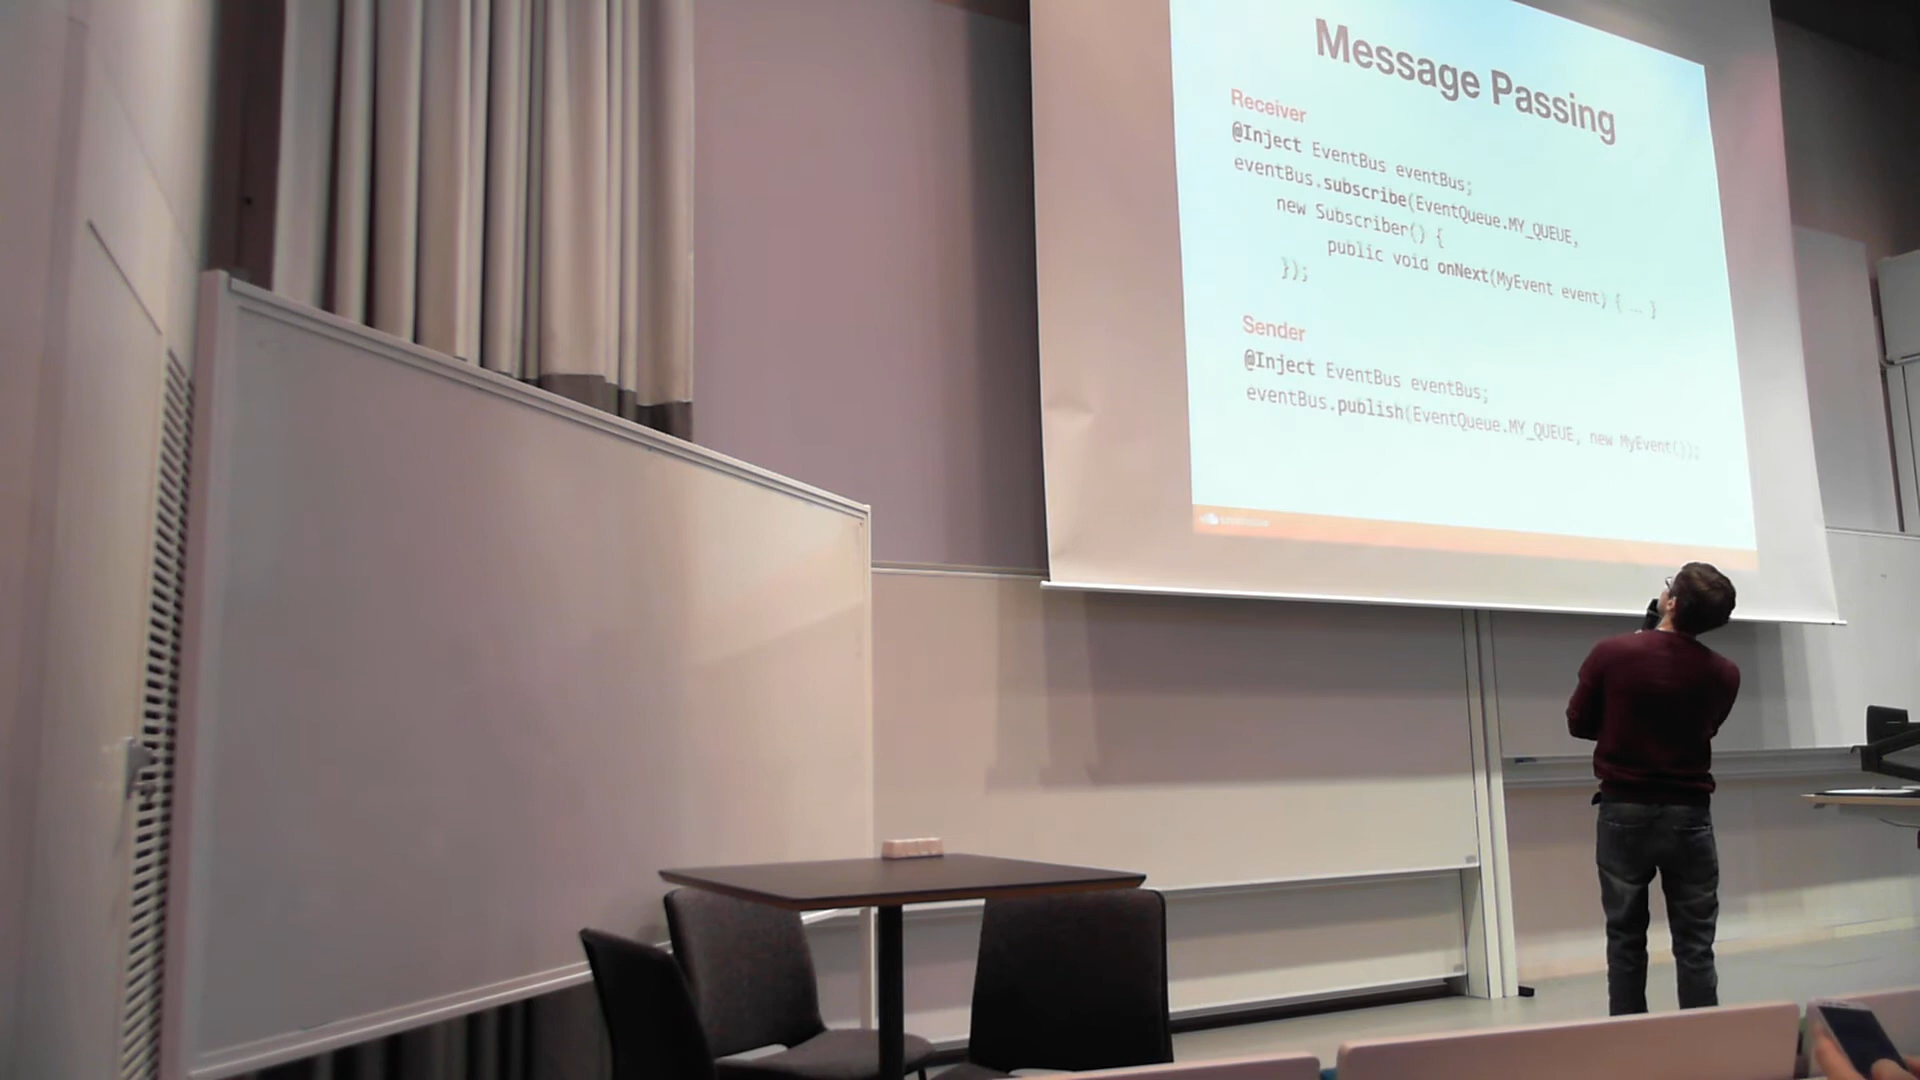 Message Passing
Receiver
@Inject EventBus eventBus;
eventBus.subscribe(EventQueue.MY_QUEUE,
new Subscriber() {
public void onNext(MyEvent event) { ... }
});
Sender
@Inject EventBus eventBus;
eventBus.publish(EventQueue.MY_QUEUE, new MyEvent());